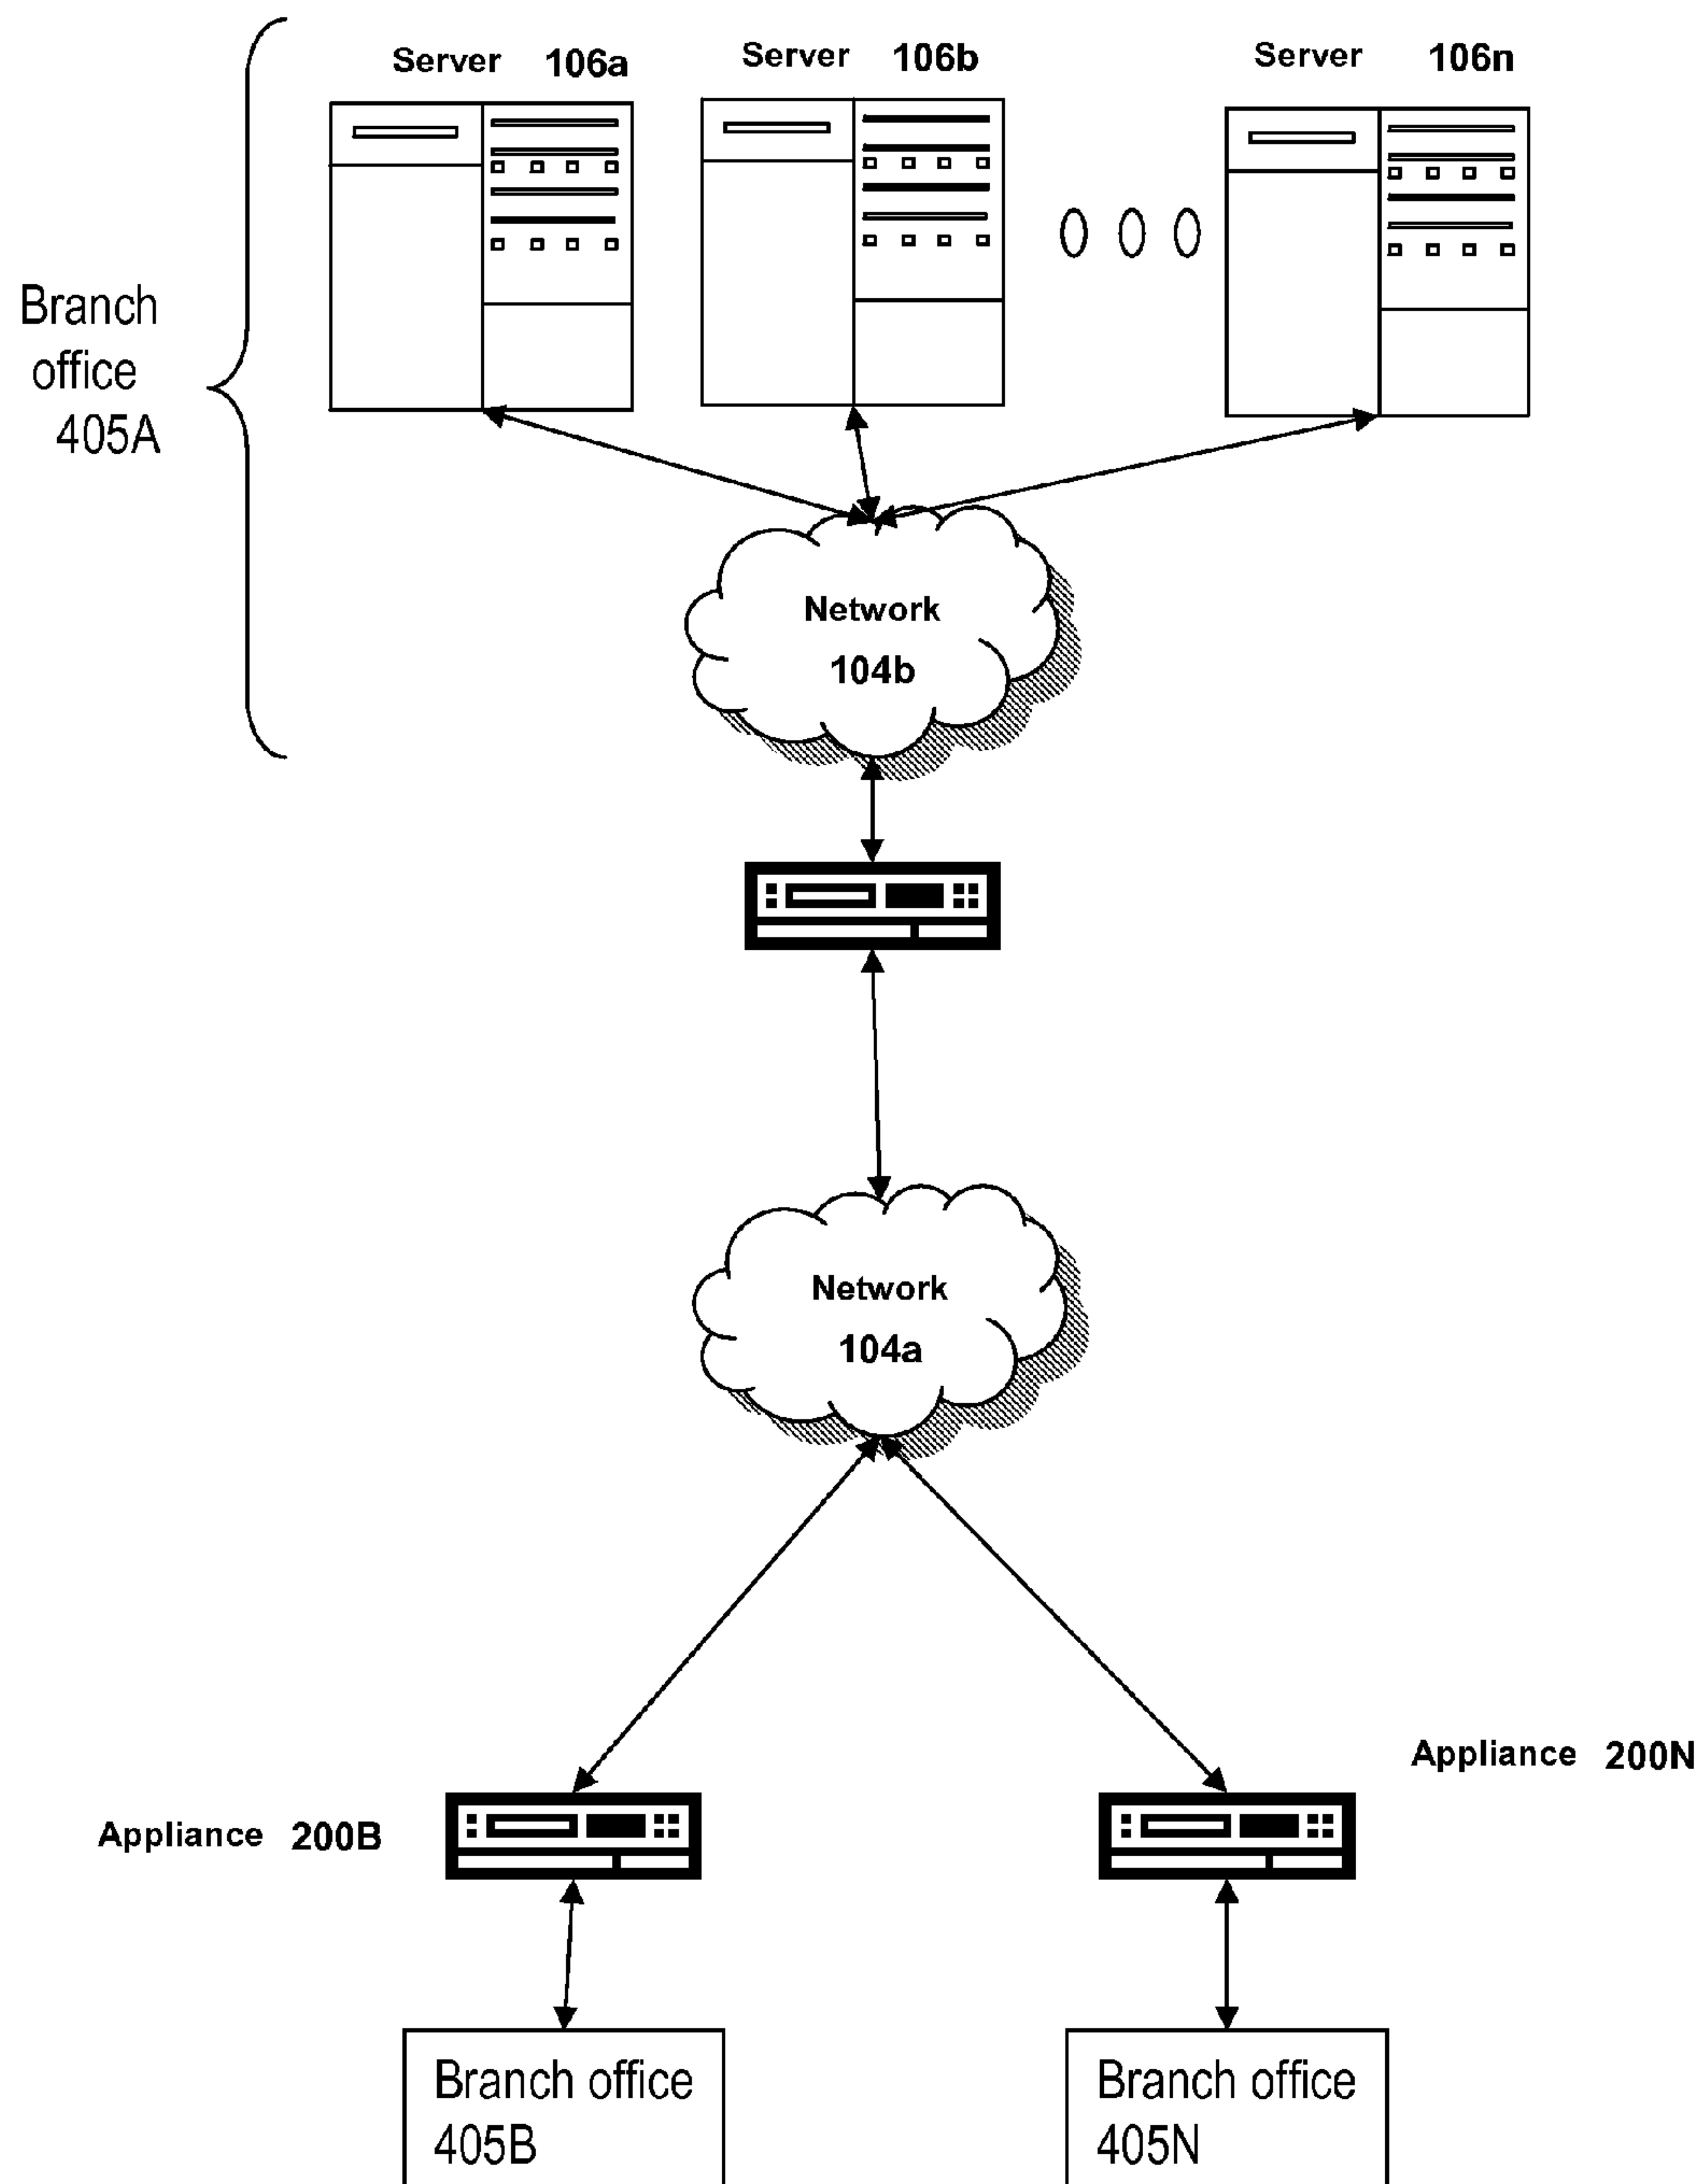 Server 106a
Server 106b
Server 106n
Branch
office
405A
Network
104b
Network
104a
Appliance 200N
Appliance 200B
Branch office
405B
Branch office
405N